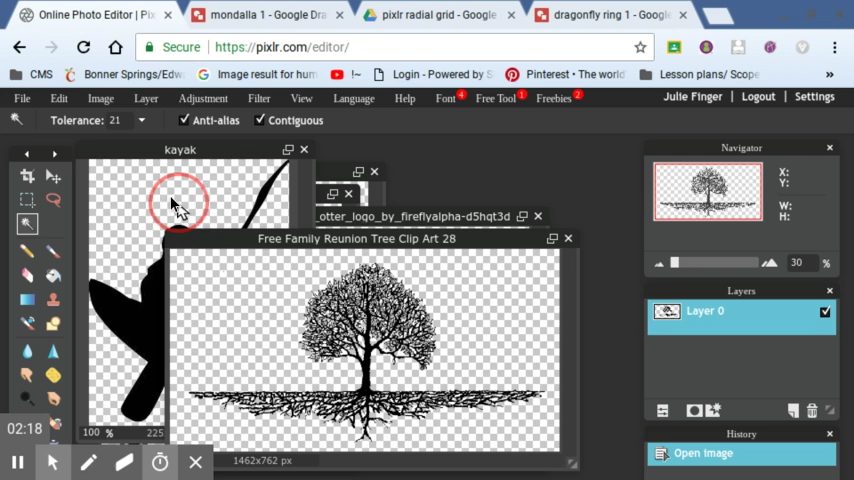 Online Photo Editor | Pix
mondalla 1 - Google Dra
pixlr radial grid - Google
dragonfly ring 1 - Google
Secure
https://pixlr.com/editor/
CMS
Bonner Springs/Edw
Image result for hum
!~
Login - Powered by S
Pinterest • The world
Lesson plans/ Scope
»
File Edit Image Layer Adjustment Filter View Language Help Font 4 Free Tool 1 Freebies 2
Julie Finger | Logout | Settings
Tolerance: 21 Anti-alias Contiguous
kayak
_otter_logo_by_fireflyalpha-d5hqt3d
Free Family Reunion Tree Clip Art 28
Navigator
X:
Y:
W:
H:
30 %
Layers
Layer 0
History
Open image
02:18
100 % 225
1462x762 px